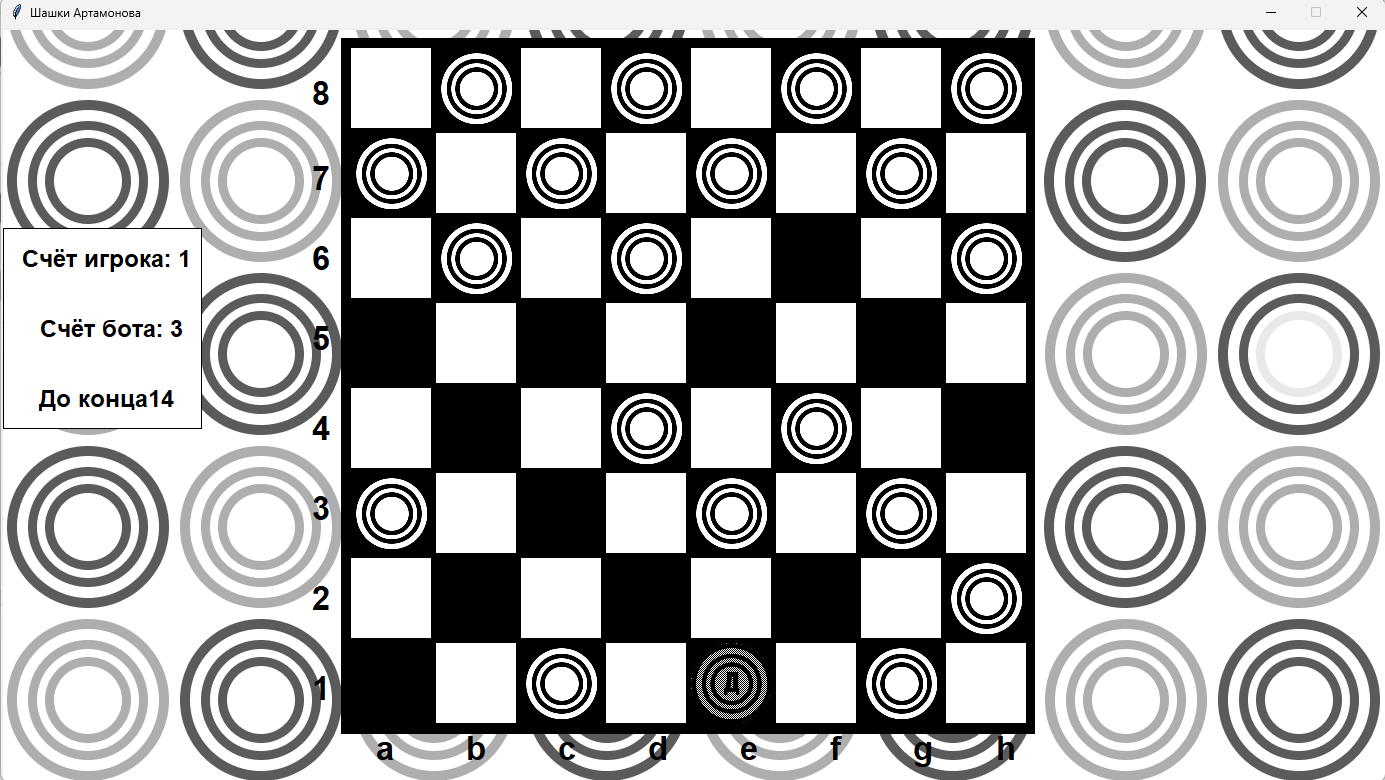 Шашки Артамонова
8
7
6
5
4
3
2
1
Счёт игрока: 1
Счёт бота: 3
До конца14
Д
a b c d e f g h